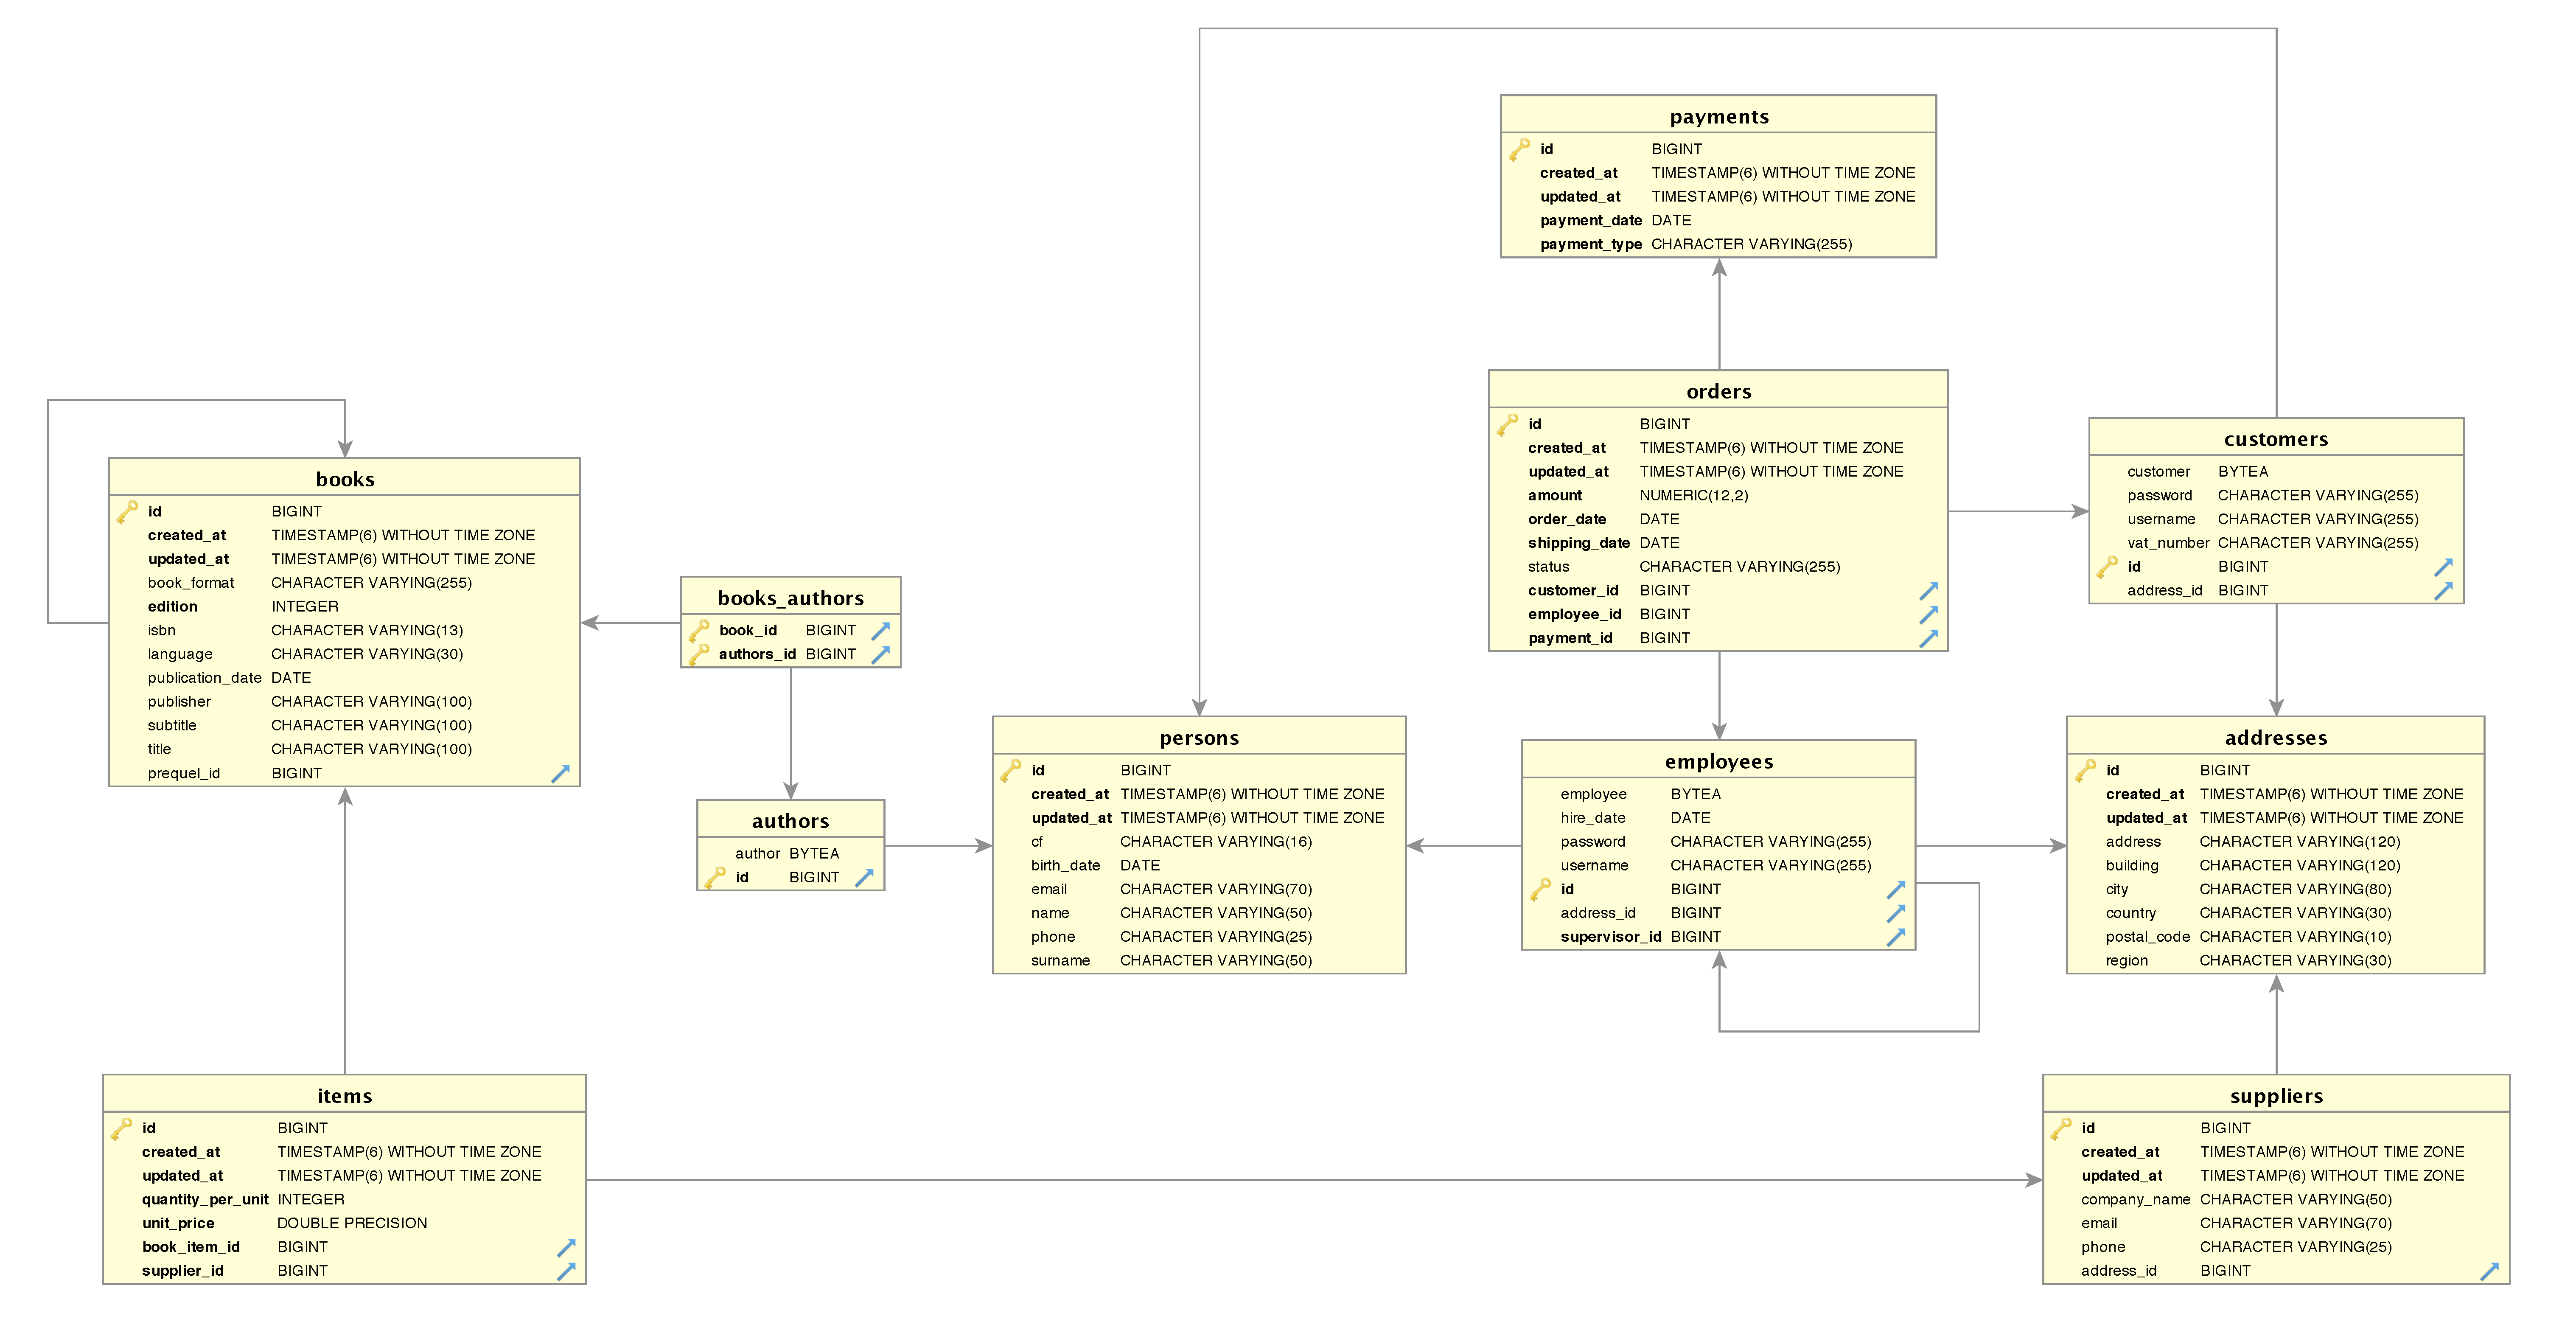 payments
id BIGINT
created_at TIMESTAMP(6) WITHOUT TIME ZONE
updated_at TIMESTAMP(6) WITHOUT TIME ZONE
payment_date DATE
payment_type CHARACTER VARYING(255)
orders
id BIGINT
created_at TIMESTAMP(6) WITHOUT TIME ZONE
updated_at TIMESTAMP(6) WITHOUT TIME ZONE
amount NUMERIC(12,2)
order_date DATE
shipping_date DATE
status CHARACTER VARYING(255)
customer_id BIGINT
employee_id BIGINT
payment_id BIGINT
customers
customer BYTEA
password CHARACTER VARYING(255)
username CHARACTER VARYING(255)
vat_number CHARACTER VARYING(255)
id BIGINT
address_id BIGINT
books
id BIGINT
created_at TIMESTAMP(6) WITHOUT TIME ZONE
updated_at TIMESTAMP(6) WITHOUT TIME ZONE
book_format CHARACTER VARYING(255)
edition INTEGER
isbn CHARACTER VARYING(13)
language CHARACTER VARYING(30)
publication_date DATE
publisher CHARACTER VARYING(100)
subtitle CHARACTER VARYING(100)
title CHARACTER VARYING(100)
prequel_id BIGINT
books_authors
book_id BIGINT
authors_id BIGINT
authors
author BYTEA
id BIGINT
persons
id BIGINT
created_at TIMESTAMP(6) WITHOUT TIME ZONE
updated_at TIMESTAMP(6) WITHOUT TIME ZONE
cf CHARACTER VARYING(16)
birth_date DATE
email CHARACTER VARYING(70)
name CHARACTER VARYING(50)
phone CHARACTER VARYING(25)
surname CHARACTER VARYING(50)
employees
employee BYTEA
hire_date DATE
password CHARACTER VARYING(255)
username CHARACTER VARYING(255)
id BIGINT
address_id BIGINT
supervisor_id BIGINT
addresses
id BIGINT
created_at TIMESTAMP(6) WITHOUT TIME ZONE
updated_at TIMESTAMP(6) WITHOUT TIME ZONE
address CHARACTER VARYING(120)
building CHARACTER VARYING(120)
city CHARACTER VARYING(80)
country CHARACTER VARYING(30)
postal_code CHARACTER VARYING(10)
region CHARACTER VARYING(30)
items
id BIGINT
created_at TIMESTAMP(6) WITHOUT TIME ZONE
updated_at TIMESTAMP(6) WITHOUT TIME ZONE
quantity_per_unit INTEGER
unit_price DOUBLE PRECISION
book_item_id BIGINT
supplier_id BIGINT
suppliers
id BIGINT
created_at TIMESTAMP(6) WITHOUT TIME ZONE
updated_at TIMESTAMP(6) WITHOUT TIME ZONE
company_name CHARACTER VARYING(50)
email CHARACTER VARYING(70)
phone CHARACTER VARYING(25)
address_id BIGINT